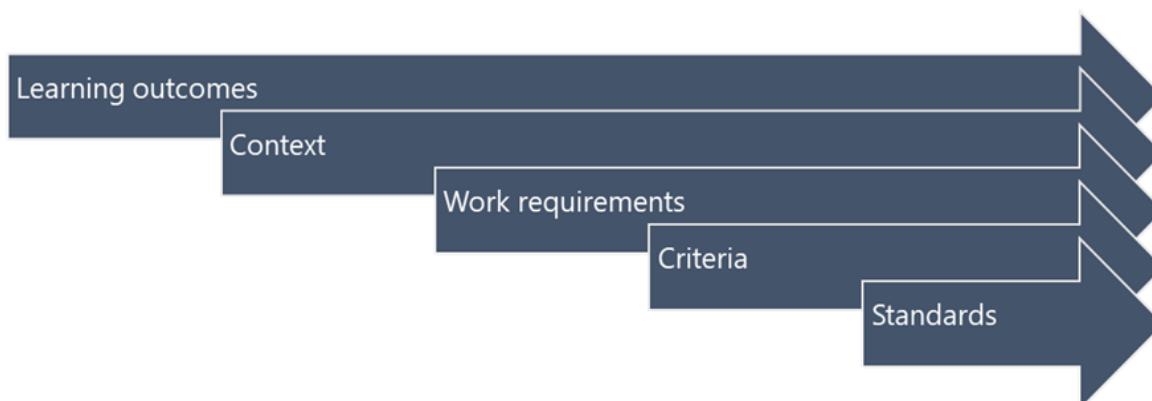 Learning outcomes
Context
Work requirements
Criteria
Standards